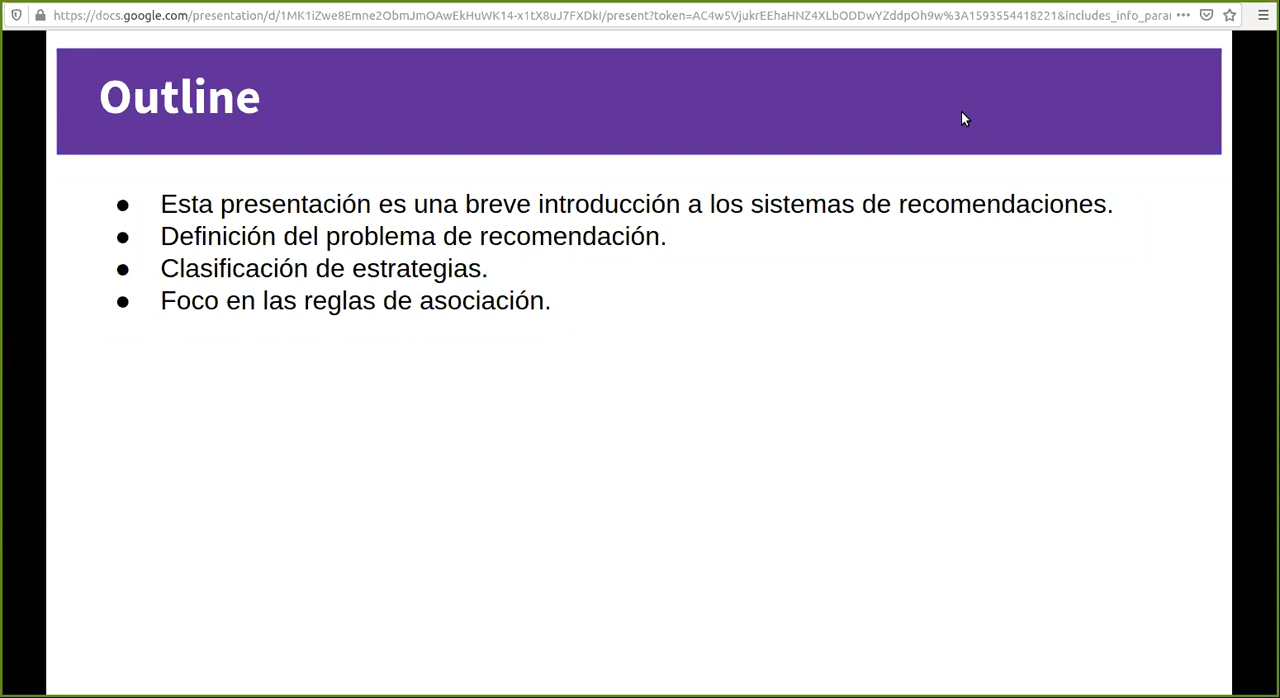 https://docs.google.com/presentation/d/1MK1iZwe8Emne2ObmJmOAwEkHuWK14-x1tX8uJ7FXDkI/present?token=AC4w5VjukrEEhaHNZ4XLbODDwYZddpOh9w%3A1593554418221&includes_info_para
Outline
● Esta presentación es una breve introducción a los sistemas de recomendaciones.
● Definición del problema de recomendación.
● Clasificación de estrategias.
● Foco en las reglas de asociación.